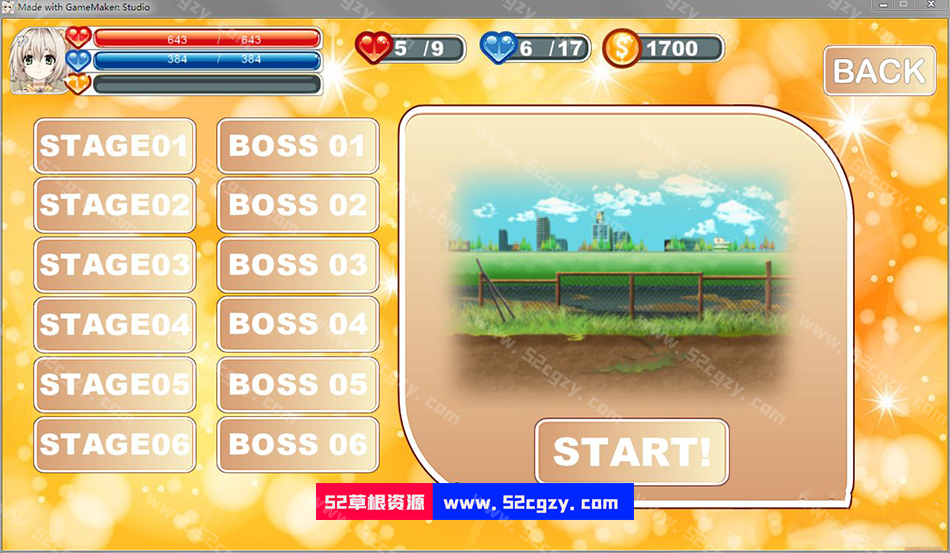 Made with GameMaker: Studio
643 / 643
384 / 384
5 /9
6 /17
1700
BACK
STAGE01 BOSS 01
STAGE02 BOSS 02
STAGE03 BOSS 03
STAGE04 BOSS 04
STAGE05 BOSS 05
STAGE06 BOSS 06
START!
52草根资源 www.52cgzy.com